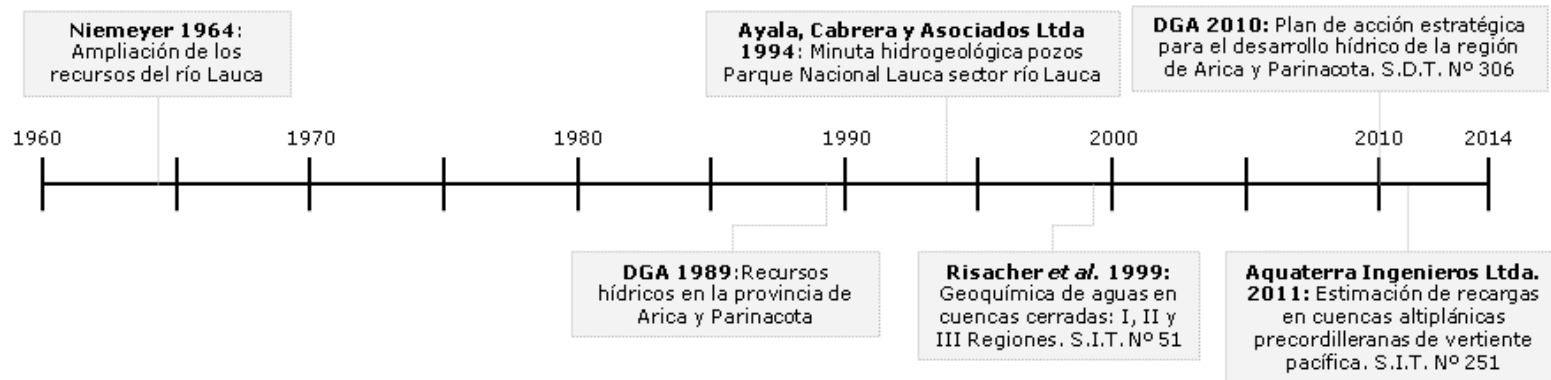 Niemeyer 1964:
Ampliación de los
recursos del río Lauca
Ayala, Cabrera y Asociados Ltda
1994: Minuta hidrogeológica pozos
Parque Nacional Lauca sector río Lauca
DGA 2010: Plan de acción estratégica
para el desarrollo hídrico de la región
de Arica y Parinacota. S.D.T. Nº 306
1960
1970
1980
1990
2000
2010
2014
DGA 1989:Recursos
hídricos en la provincia de
Arica y Parinacota
Risacher et al. 1999:
Geoquímica de aguas en
cuencas cerradas: I, II y
III Regiones. S.I.T. Nº 51
Aquaterra Ingenieros Ltda.
2011: Estimación de recargas
en cuencas altiplánicas
precordilleranas de vertiente
pacífica. S.I.T. Nº 251